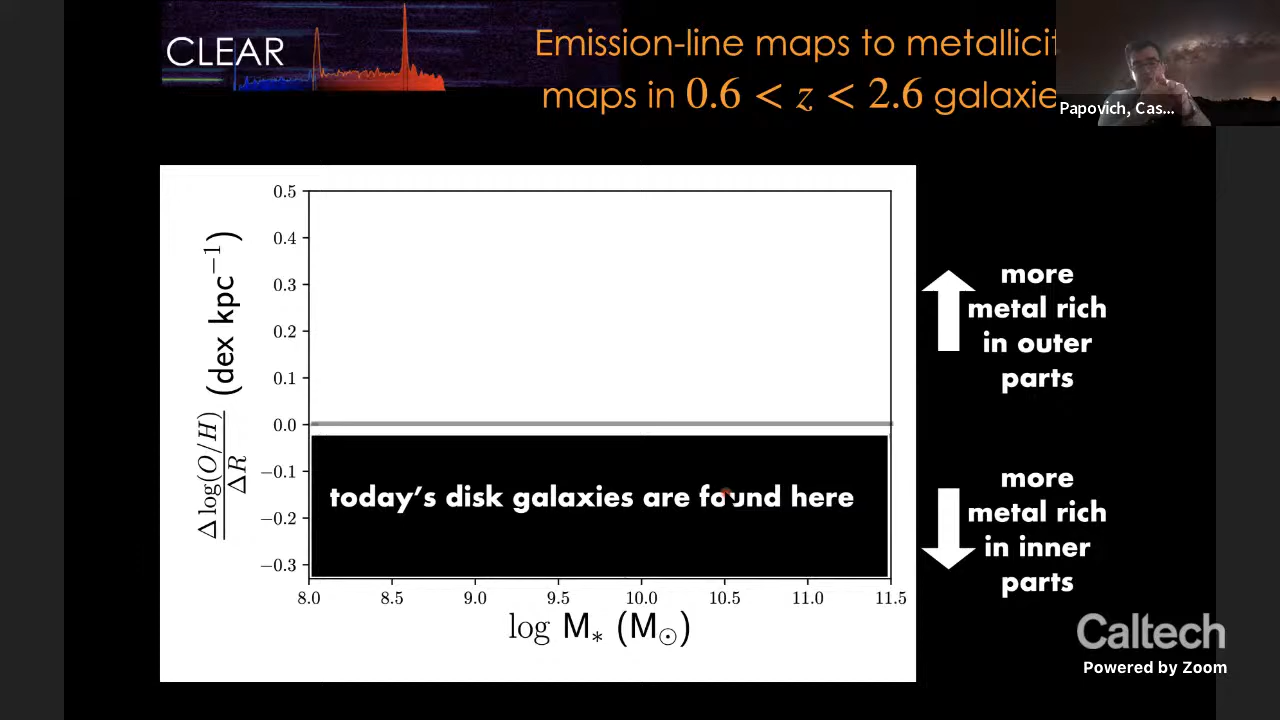 CLEAR
Emission-line maps to metallicit
maps in 0.6 < z < 2.6 galaxie
Papovich, Cas...
0.5
0.4
0.3
0.2
0.1
0.0
−0.1
−0.2
−0.3
Δ log(O/H)
ΔR
(dex kpc⁻¹)
today's disk galaxies are found here
8.0 8.5 9.0 9.5 10.0 10.5 11.0 11.5
log M* (M⊙)
more
metal rich
in outer
parts
more
metal rich
in inner
parts
Caltech
Powered by Zoom